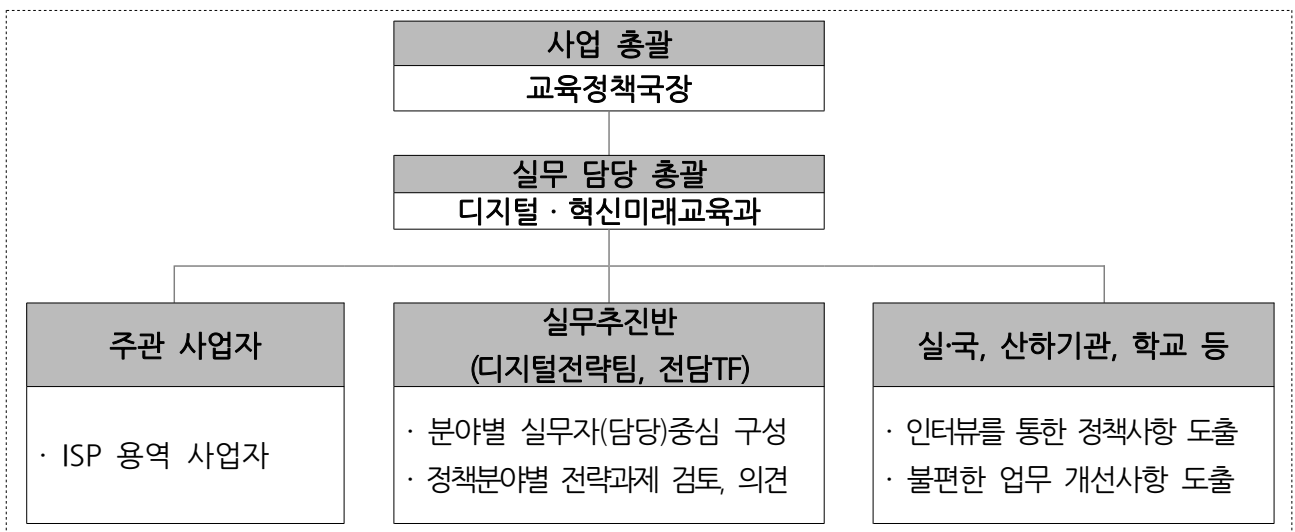 사업 총괄
교육정책국장
실무 담당 총괄
디지털 · 혁신미래교육과
주관 사업자
· ISP 용역 사업자
실무추진반
(디지털전략팀, 전담TF)
· 분야별 실무자(담당)중심 구성
· 정책분야별 전략과제 검토, 의견
실·국, 산하기관, 학교 등
· 인터뷰를 통한 정책사항 도출
· 불편한 업무 개선사항 도출